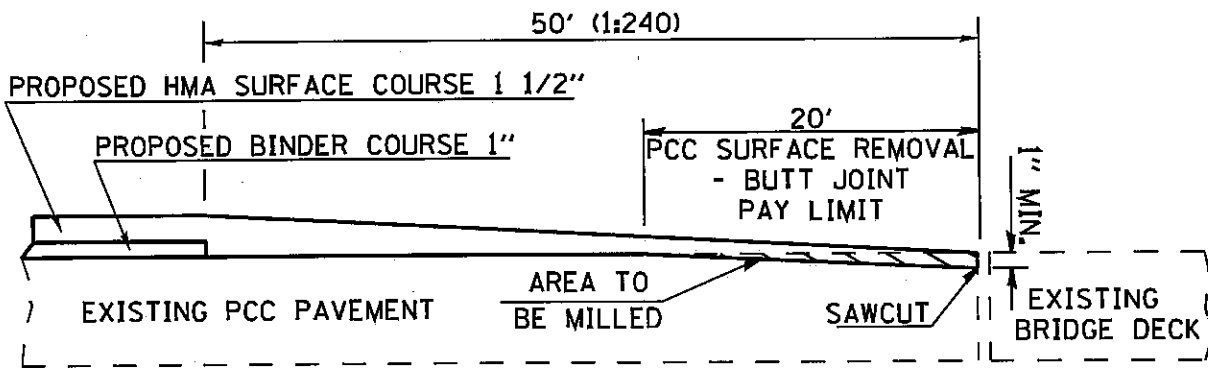 50' (1:240)
PROPOSED HMA SURFACE COURSE 1 1/2"
20'
PROPOSED BINDER COURSE 1"
PCC SURFACE REMOVAL
- BUTT JOINT
PAY LIMIT
1" MIN.
AREA TO
BE MILLED
EXISTING PCC PAVEMENT
SAWCUT
EXISTING
BRIDGE DECK